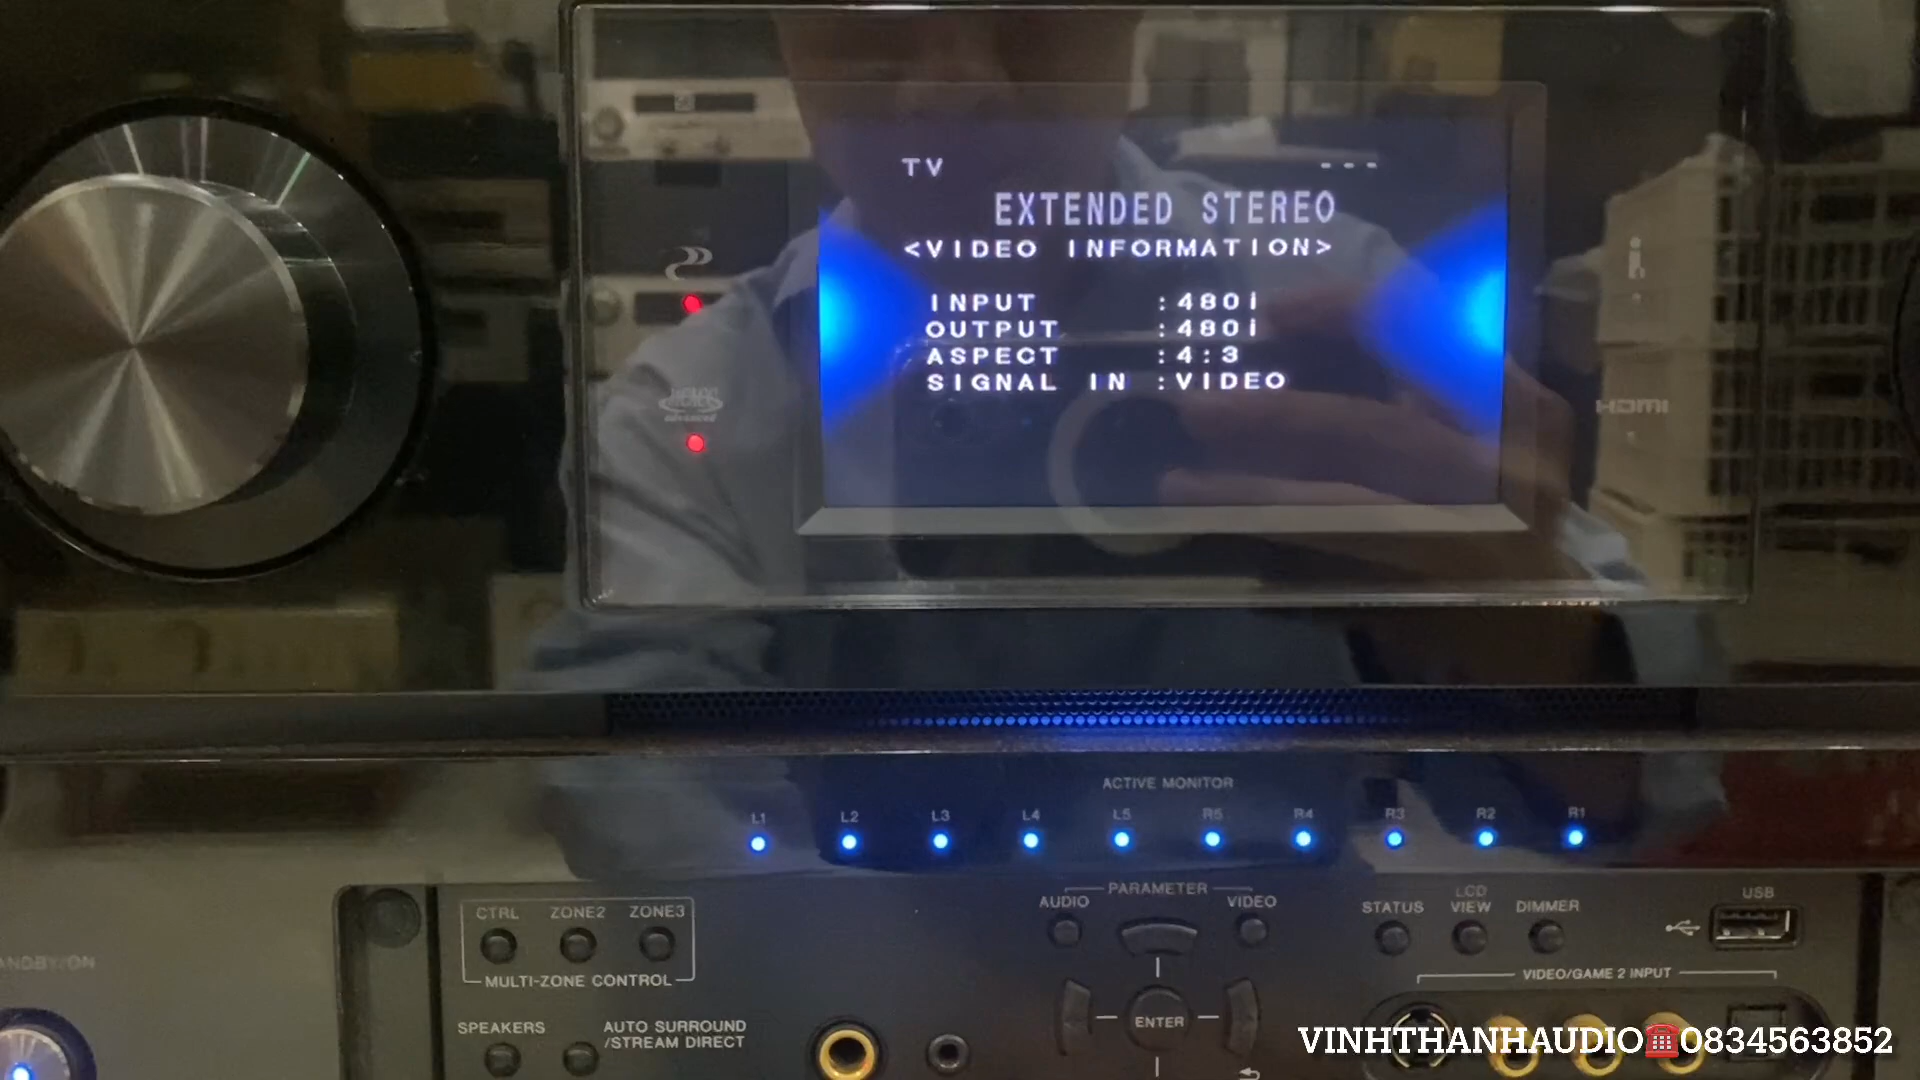 TV ---
EXTENDED STEREO
<VIDEO INFORMATION>
INPUT :480i
OUTPUT :480i
ASPECT :4:3
SIGNAL IN :VIDEO
advanced
HDMI
ACTIVE MONITOR
L1 L2 L3 L4 L5 R5 R4 R3 R2 R1
CTRL ZONE2 ZONE3
MULTI-ZONE CONTROL
SPEAKERS
AUTO SURROUND
/STREAM DIRECT
PARAMETER
AUDIO VIDEO
ENTER
STATUS
LCD
VIEW
DIMMER
USB
VIDEO/GAME 2 INPUT
VINHTHANHAUDIO☎️0834563852